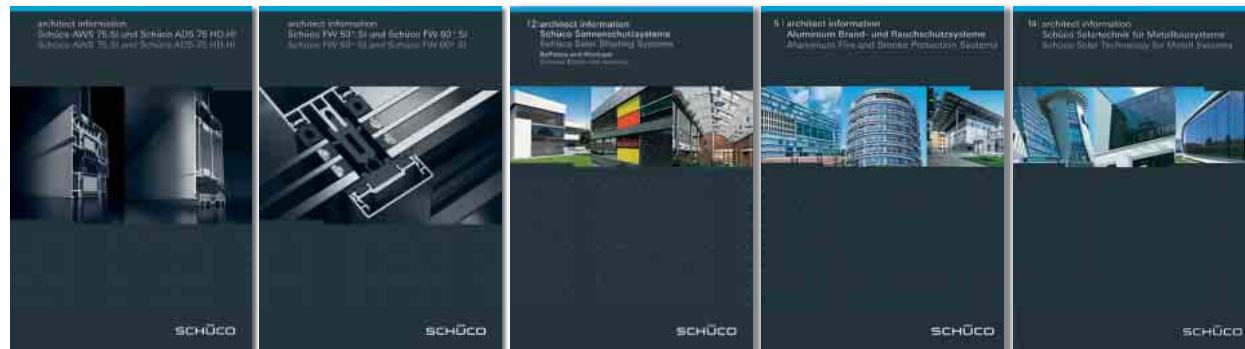 architect information
Schüco AWS 75.SI und Schüco ADS 75 HD.HI
Schüco AWS 75.SI und Schüco ADS 75 HD.HI
SCHÜCO
architect information
Schüco FW 50+.SI und Schüco FW 60+.SI
Schüco FW 50+.SI und Schüco FW 60+.SI
SCHÜCO
12 architect information
Schüco Sonnenschutzsysteme
Schüco Solar Shading Systems
SCHÜCO
5 | architect information
Aluminium Brand- und Rauchschutzsysteme
Aluminium Fire and Smoke Protection Systems
SCHÜCO
14 architect information
Schüco Solartechnik für Metallbausysteme
Schüco Solar Technology for Metall Systems
SCHÜCO